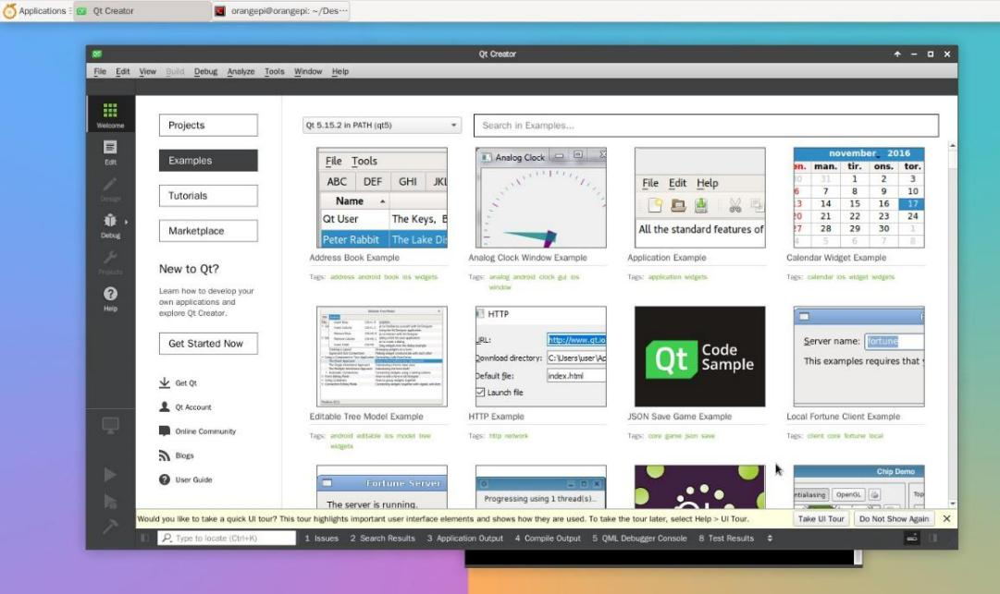 Applications
Qt Creator
orangepi@orangepi: ~/Des···
Qt Creator
File Edit View Build Debug Analyze Tools Window Help
Welcome
Edit
Design
Debug
Projects
Help
Projects
Examples
Tutorials
Marketplace
New to Qt?
Learn how to develop your
own applications and
explore Qt Creator.
Get Started Now
Get Qt
Qt Account
Online Community
Blogs
User Guide
Qt 5.15.2 in PATH (qt5)
Search in Examples...
File Tools
ABC DEF GHI JKL
Name
Qt User The Keys, B
Peter Rabbit The Lake Dis
Address Book Example
Tags: address android book ios widgets
Analog Clock
Analog Clock Window Example
Tags: analog android clock gui ios
window
File Edit Help
All the standard features of
Application Example
Tags: application widgets
november 2016
en. man. tir. ons. tor.
31 1 2 3
6 7 8 9 10
3 14 15 16 17
20 21 22 23 24
27 28 29 30 1
4 5 6 7 8
Calendar Widget Example
Tags: calendar ios widget widgets
Editable Tree Model Example
Tags: android editable ios model tree
widgets
HTTP
URL: http://www.qt.io
Download directory: C:\Users\user\Ap
Default file: index.html
Launch file
HTTP Example
Tags: http network
Qt Code
Sample
JSON Save Game Example
Tags: core game json save
Server name: fortune
This examples requires that
Local Fortune Client Example
Tags: client core fortune local
Fortune Server
The server is running.
Progressing using 1 thread(s)...
Chip Demo
OpenGL
Top
Would you like to take a quick UI tour? This tour highlights important user interface elements and shows how they are used. To take the tour later, select Help > UI Tour.
Take UI Tour
Do Not Show Again
Type to locate (Ctrl+K)
1 Issues 2 Search Results 3 Application Output 4 Compile Output 5 QML Debugger Console 8 Test Results